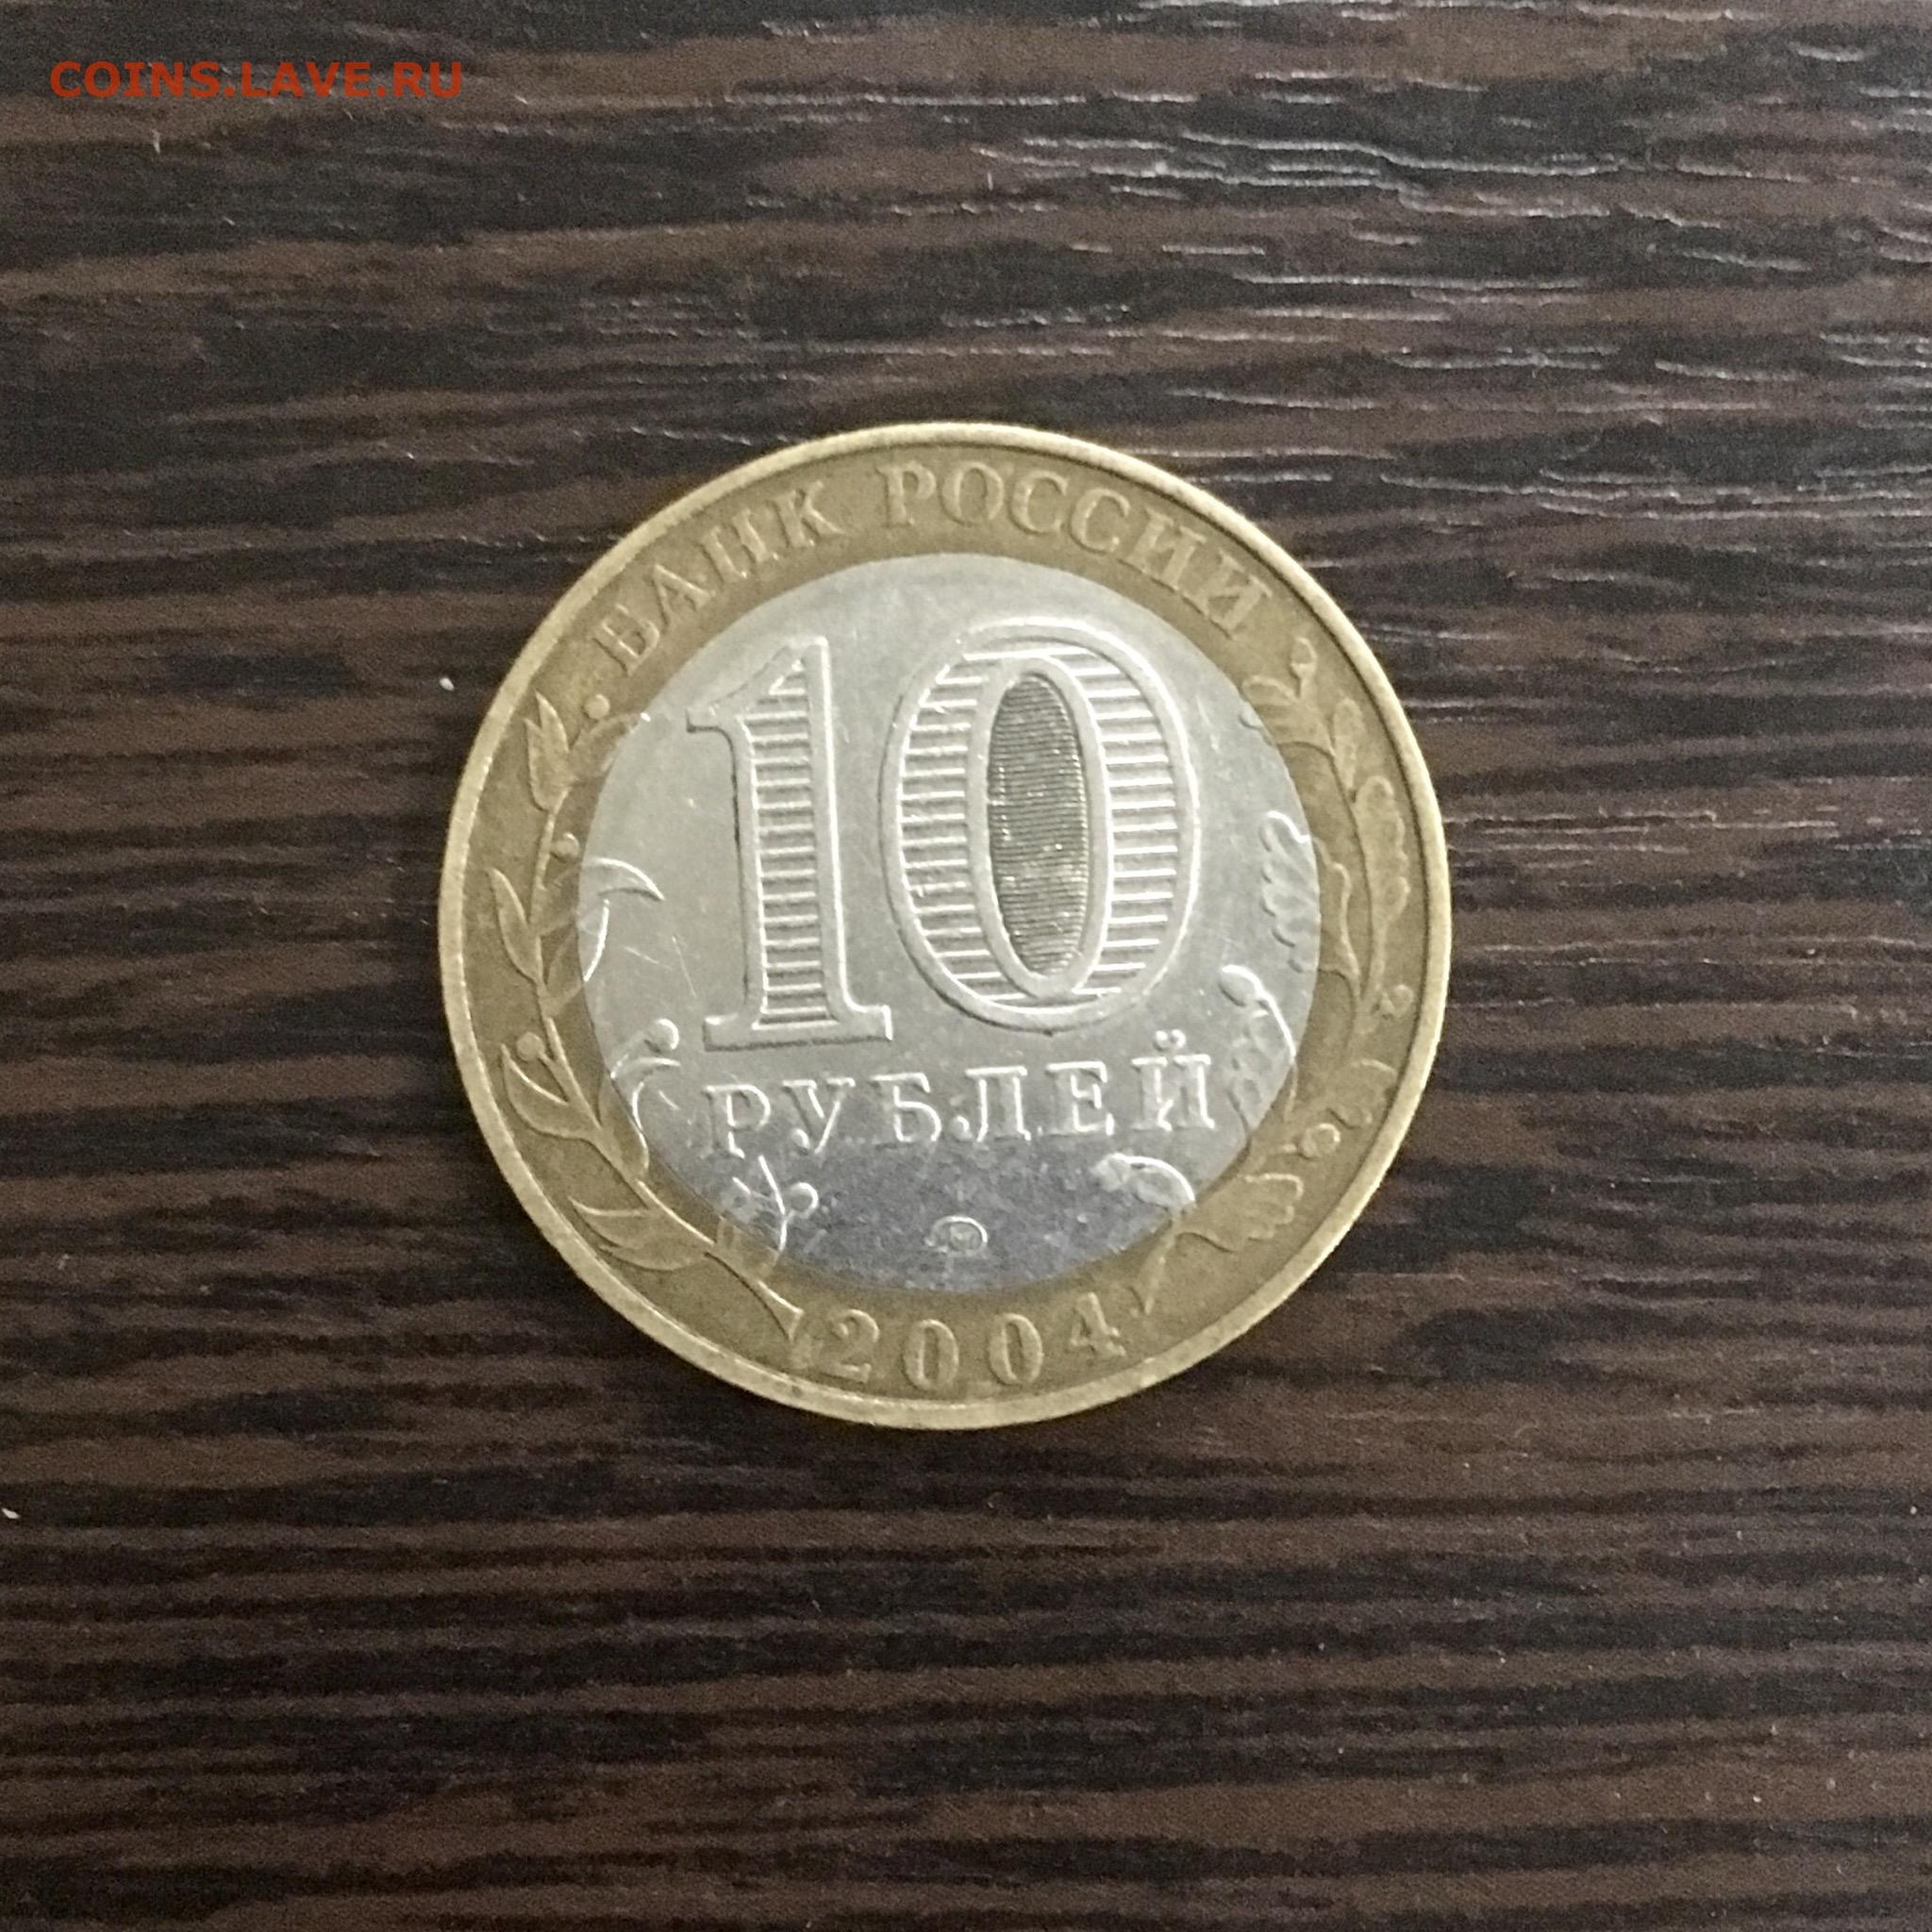 COINS.LAVE.RU
БАНК РОССИИ
10
РУБЛЕЙ
2004